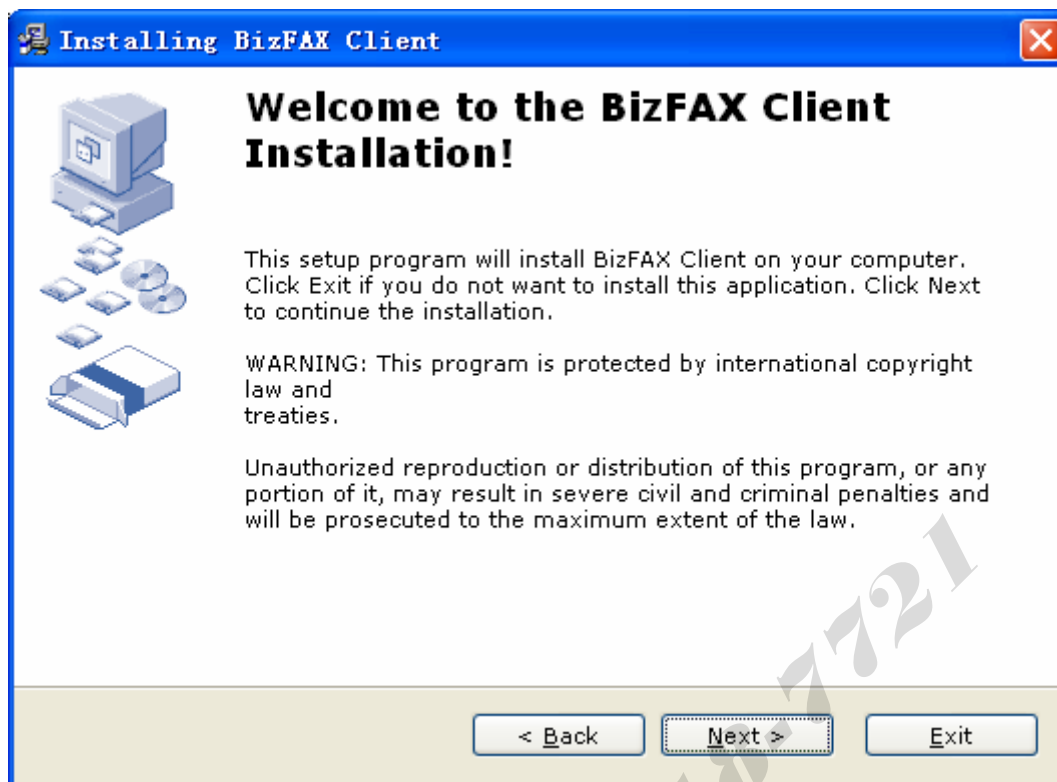 Installing BizFAX Client
Welcome to the BizFAX Client
Installation!
This setup program will install BizFAX Client on your computer.
Click Exit if you do not want to install this application. Click Next
to continue the installation.
WARNING: This program is protected by international copyright
law and
treaties.
Unauthorized reproduction or distribution of this program, or any
portion of it, may result in severe civil and criminal penalties and
will be prosecuted to the maximum extent of the law.
8-7721
< Back
Next >
Exit